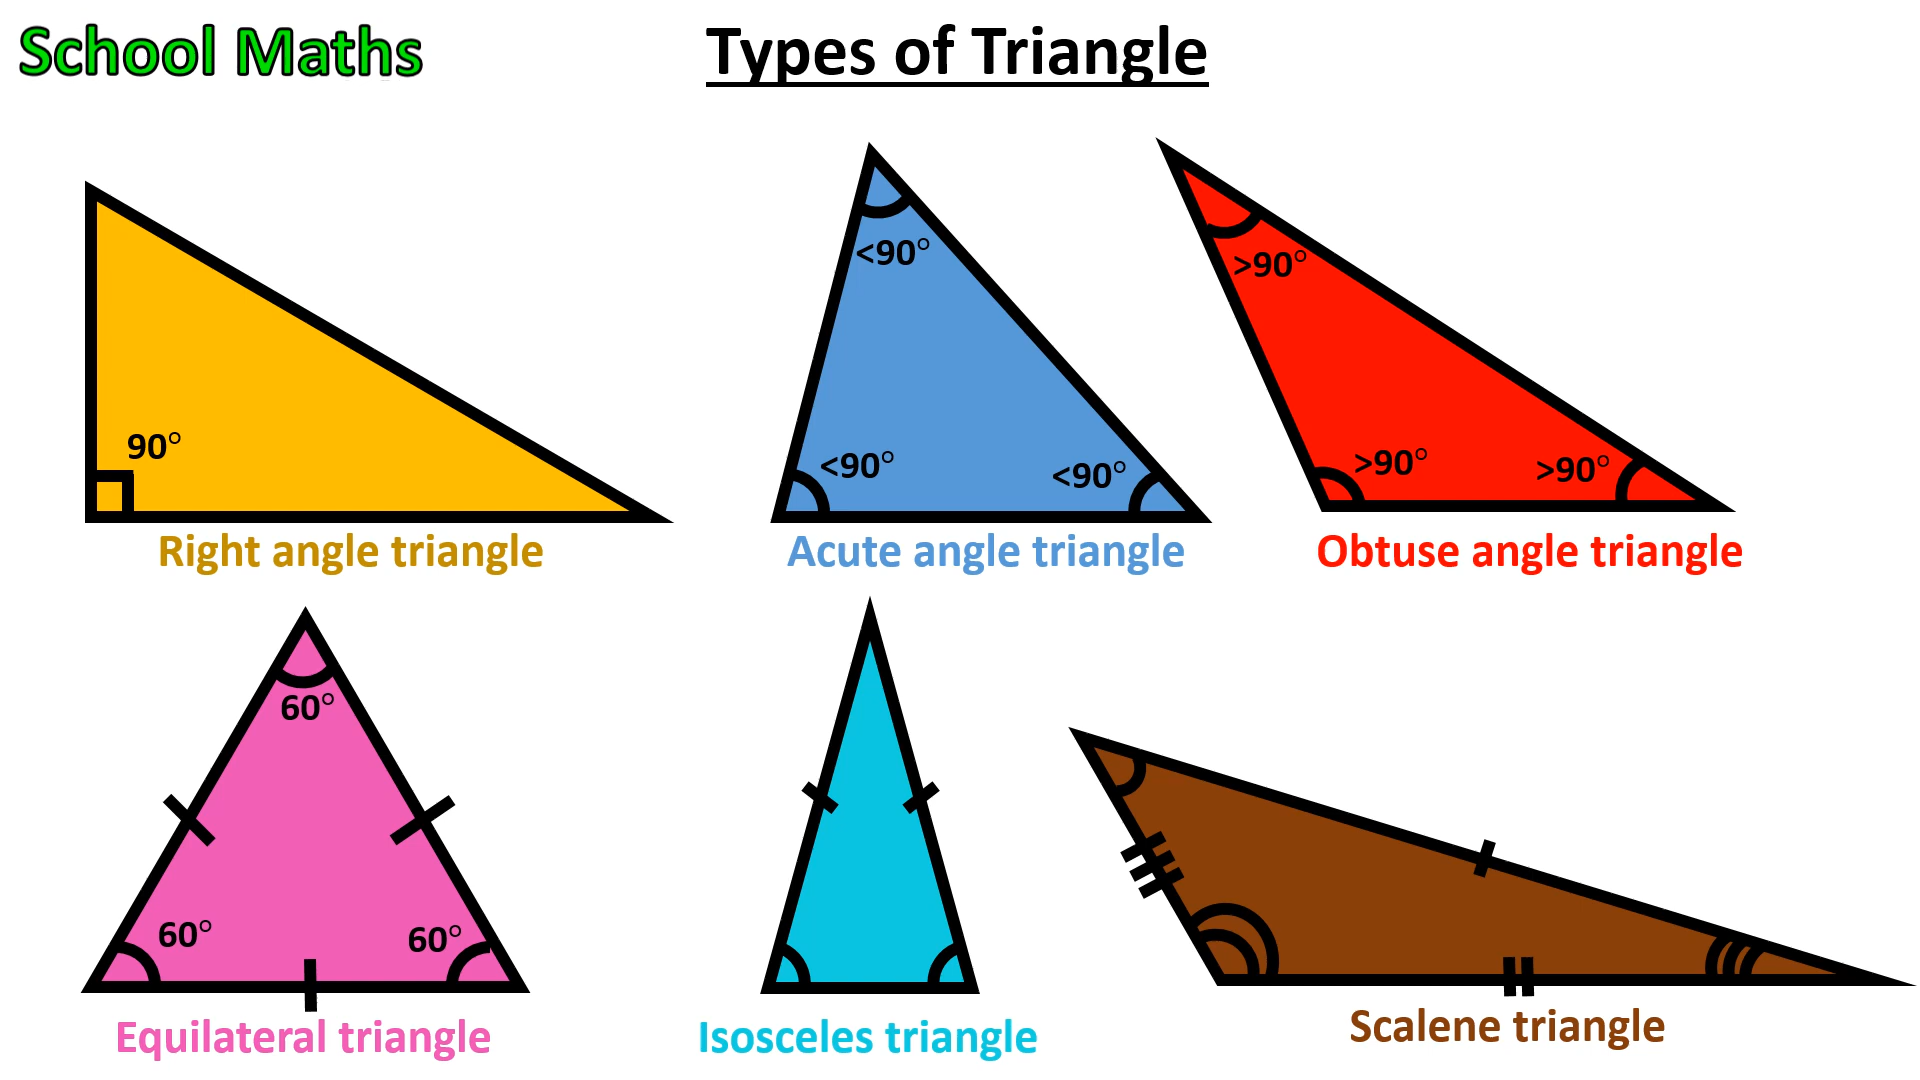 School Maths
Types of Triangle
90°
Right angle triangle
<90°
<90°
<90°
Acute angle triangle
>90°
>90°
>90°
Obtuse angle triangle
60°
60°
60°
Equilateral triangle
Isosceles triangle
Scalene triangle